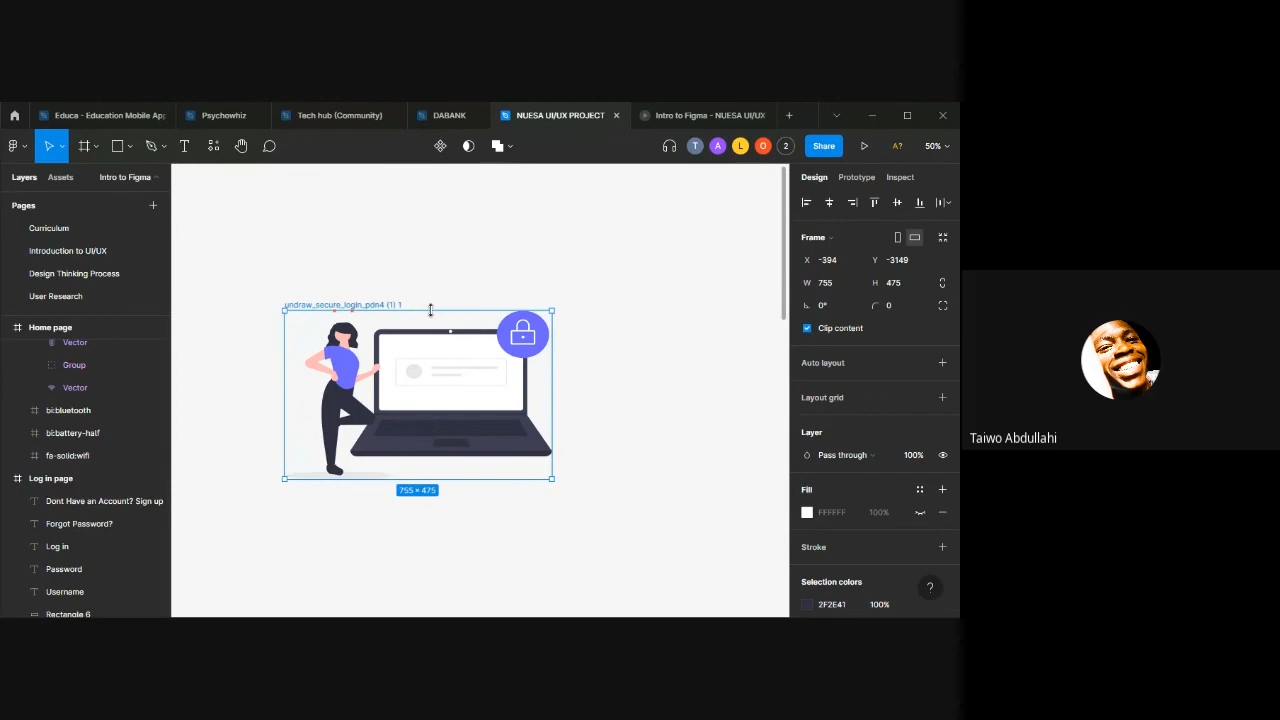 Educa - Education Mobile Ap
Psychowhiz
Tech hub (Community)
DABANK
NUESA UI/UX PROJECT
Intro to Figma - NUESA UI/UX
T
A
L
O
2
Share
A?
50%
Layers
Assets
Intro to Figma
Design
Prototype
Inspect
Pages
Curriculum
Introduction to UI/UX
Design Thinking Process
User Research
Home page
Vector
Group
Vector
bi:bluetooth
bi:battery-half
fa-solid:wifi
Log in page
Dont Have an Account? Sign up
Forgot Password?
Log in
Password
Username
Rectangle 6
undraw_secure_login_pdn4 (1) 1
755 × 475
Frame
X -394 Y -3149
W 755 H 475
0° 0
Clip content
Auto layout
Layout grid
Layer
Pass through 100%
Fill
FFFFFF 100%
Stroke
Selection colors
?
2F2E41 100%
Taiwo Abdullahi